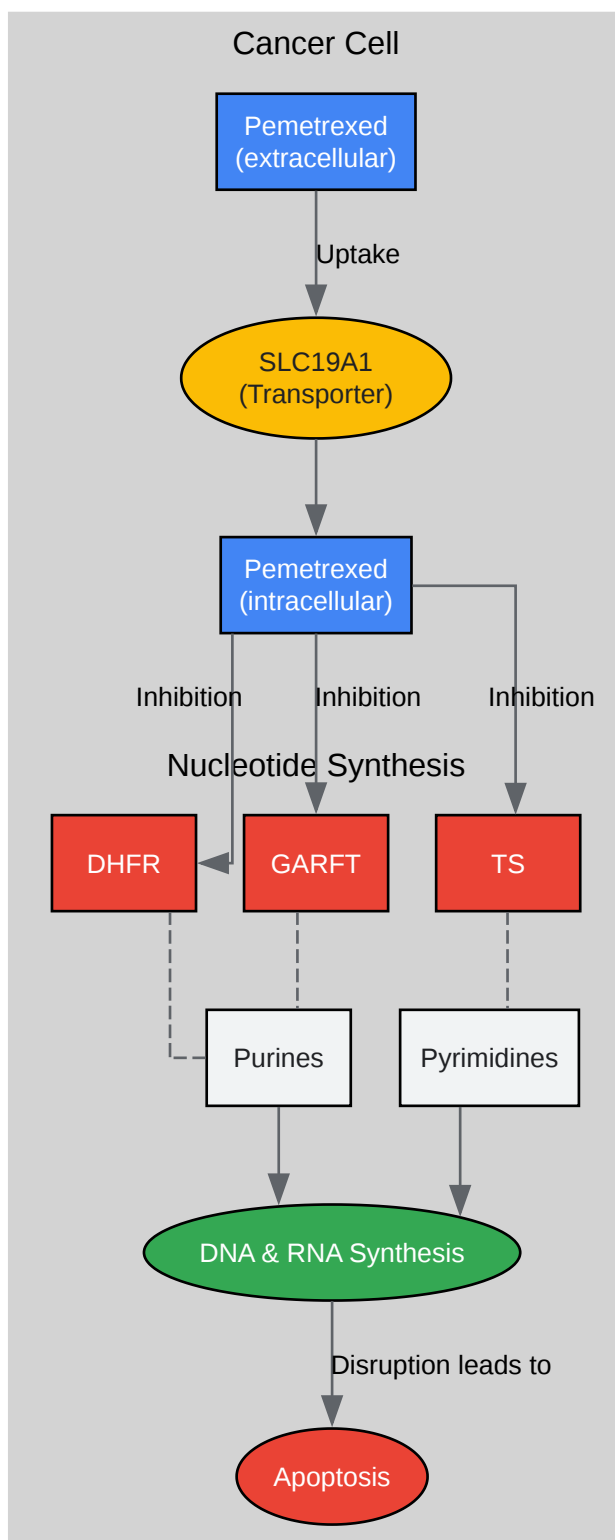 Cancer Cell
Pemetrexed
(extracellular)
Uptake
SLC19A1
(Transporter)
Pemetrexed
(intracellular)
Inhibition
Inhibition
Inhibition
Nucleotide Synthesis
DHFR
GARFT
TS
Purines
Pyrimidines
DNA & RNA Synthesis
Disruption leads to
Apoptosis